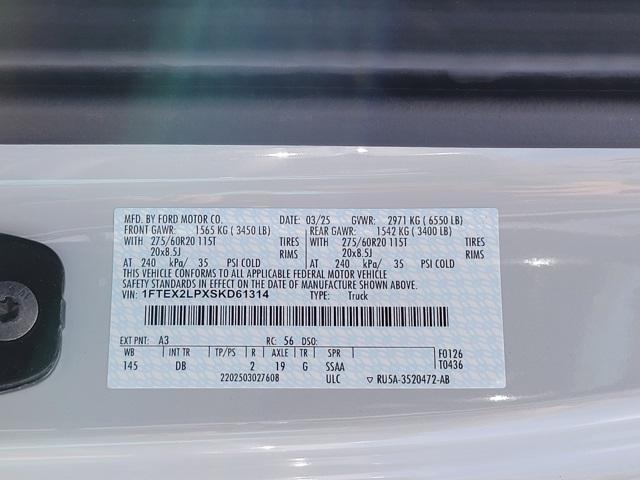 MFD. BY FORD MOTOR CO. DATE: 03/25 GVWR: 2971 KG ( 6550 LB)
FRONT GAWR: 1565 KG ( 3450 LB) REAR GAWR: 1542 KG ( 3400 LB)
WITH 275/60R20 115T TIRES WITH 275/60R20 115T TIRES
20x8.5J RIMS 20x8.5J RIMS
AT 240 kPa/ 35 PSI COLD AT 240 kPa/ 35 PSI COLD
THIS VEHICLE CONFORMS TO ALL APPLICABLE FEDERAL MOTOR VEHICLE
SAFETY STANDARDS IN EFFECT ON THE DATE OF MANUFACTURE SHOWN ABOVE.
VIN: 1FTEX2LPXSKD61314 TYPE: Truck
EXT PNT: A3 RC: 56 DSO:
WB INT TR TP/PS R AXLE TR SPR F0126
145 DB 2 19 G SSAA T0436
2202503027608 ULC RU5A-3520472-AB